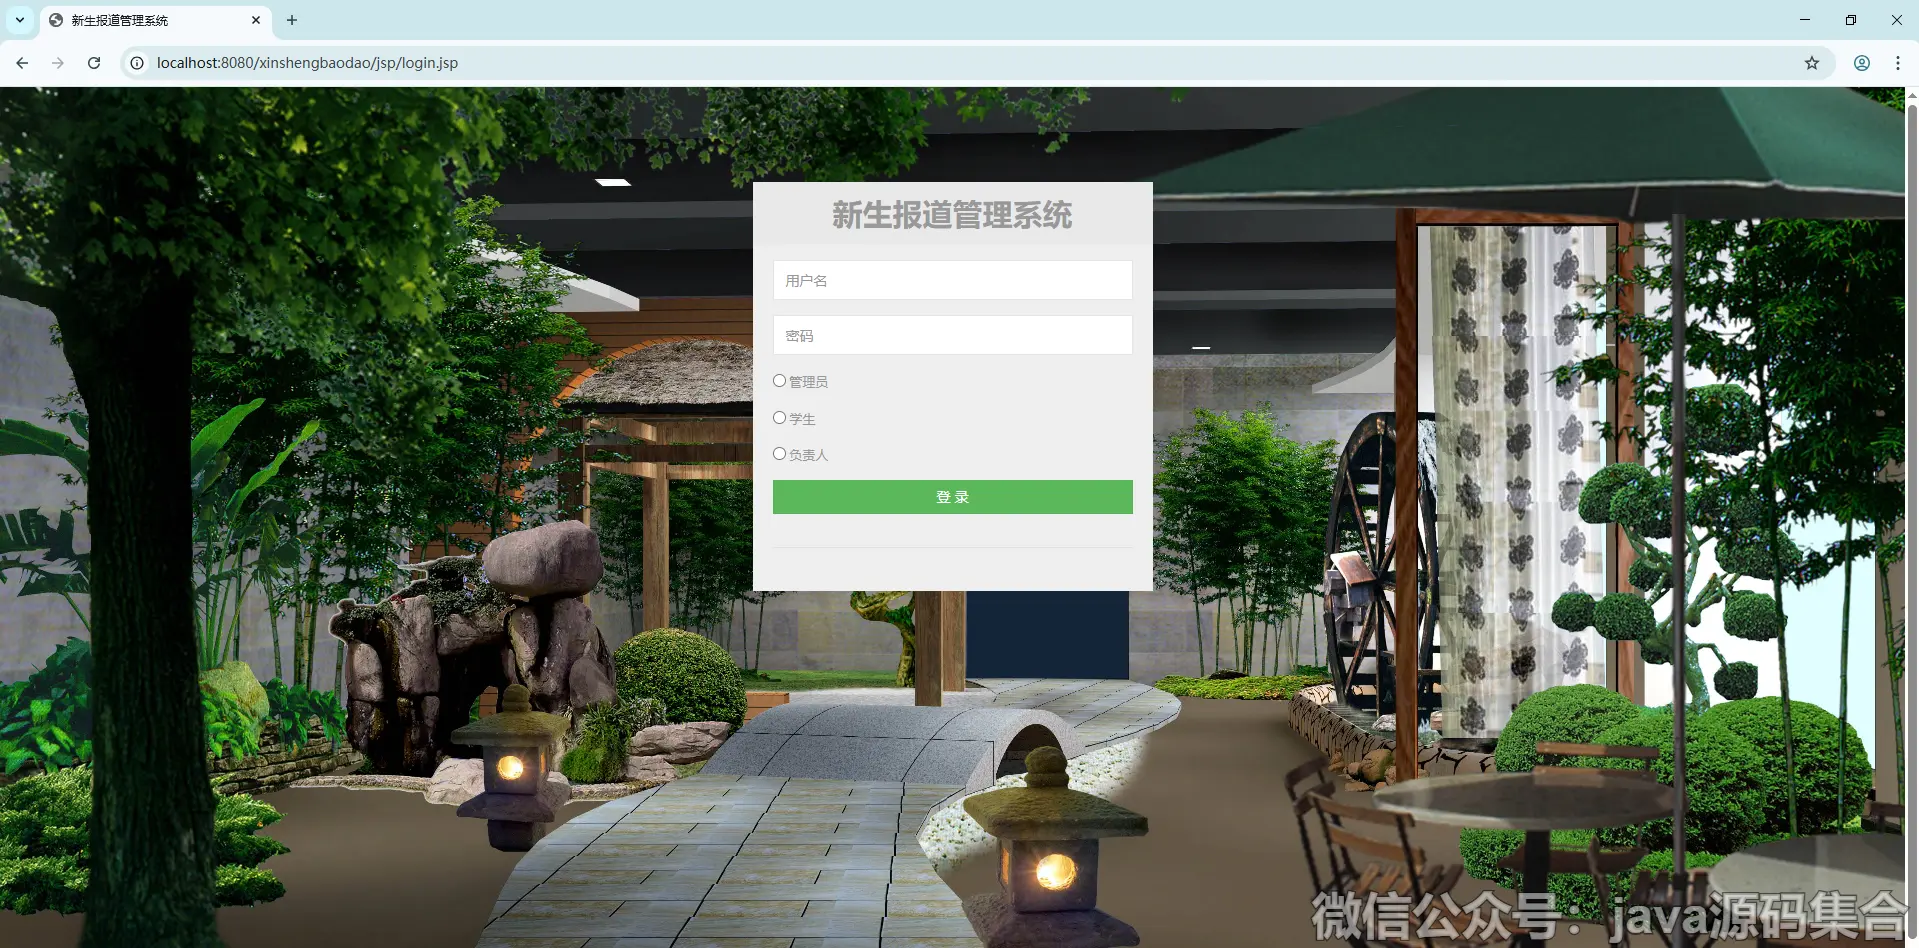 新生报道管理系统
localhost:8080/xinshengbaodao/jsp/login.jsp
新生报道管理系统
用户名
密码
管理员
学生
负责人
登 录
微信公众号：java源码集合